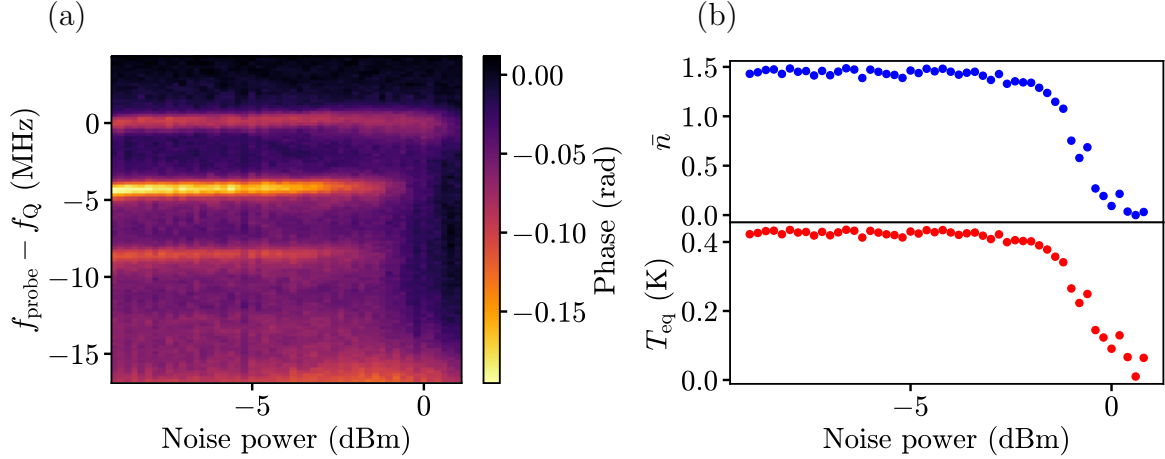 (a)
(b)
0
−5
−10
−15
f_probe − f_Q (MHz)
−5
0
Noise power (dBm)
0.00
−0.05
−0.10
−0.15
Phase (rad)
1.5
1.0
0.5
0.0
n̄
0.4
0.2
0.0
T_eq (K)
−5
0
Noise power (dBm)